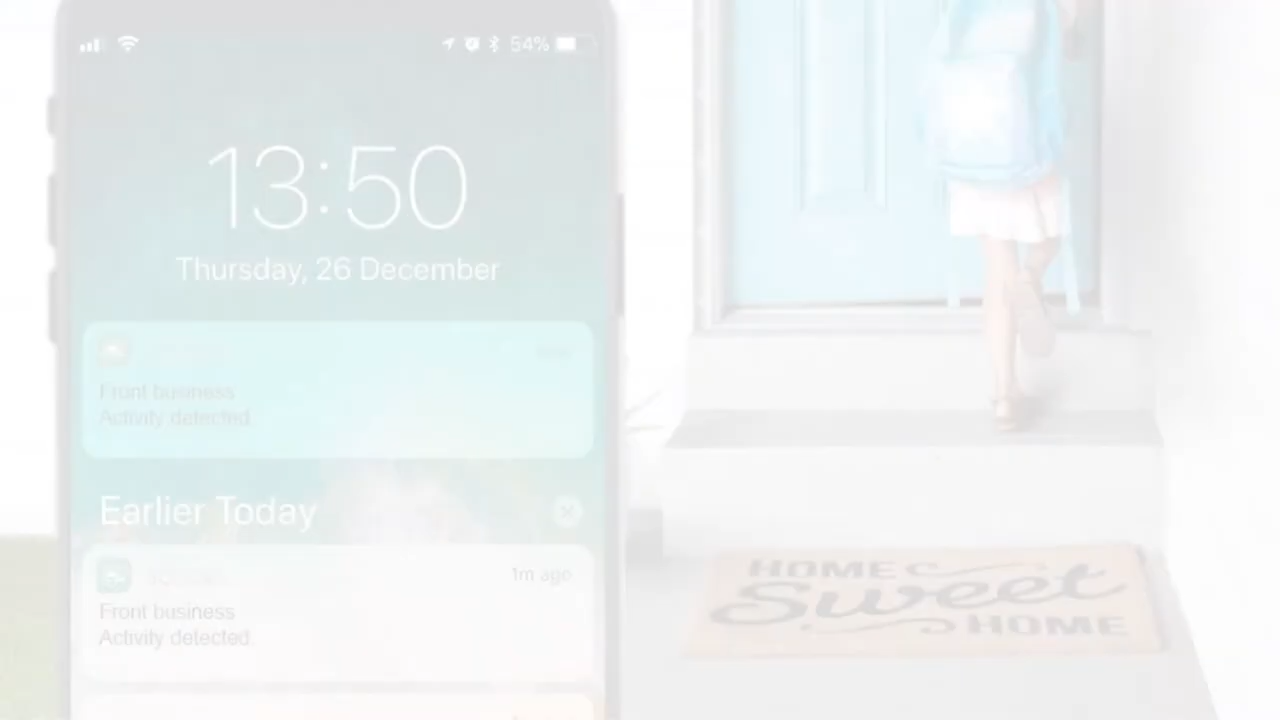 54%
13:50
Thursday, 26 December
Front business
Activity detected
Earlier Today
1m ago
Front business
Activity detected
HOME
Sweet
HOME